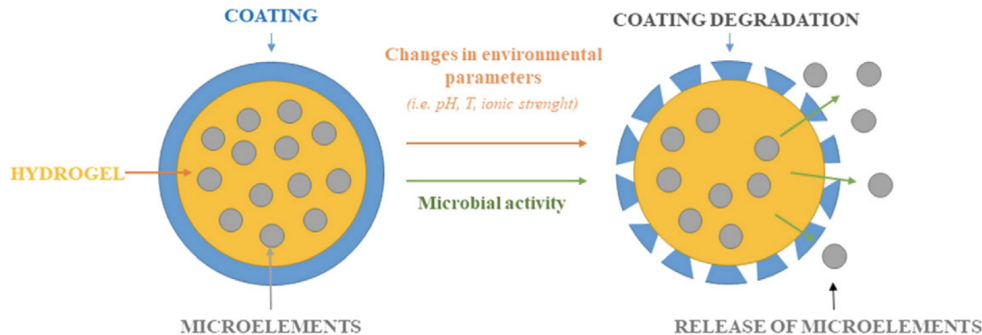 COATING
COATING DEGRADATION
Changes in environmental
parameters
(i.e. pH, T, ionic strenght)
HYDROGEL
Microbial activity
MICROELEMENTS
RELEASE OF MICROELEMENTS